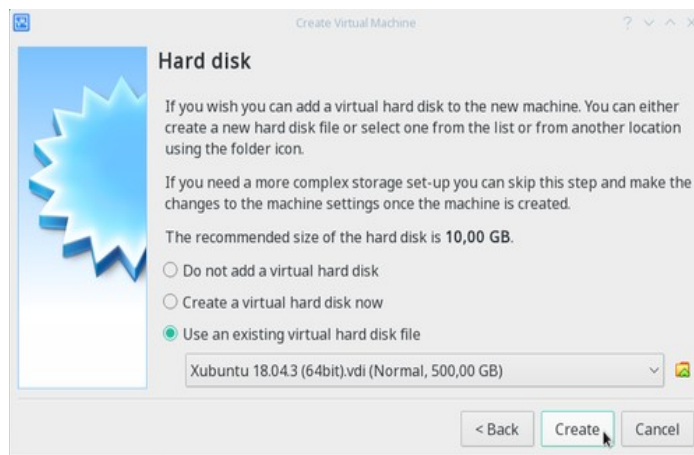 Create Virtual Machine
Hard disk
If you wish you can add a virtual hard disk to the new machine. You can either
create a new hard disk file or select one from the list or from another location
using the folder icon.
If you need a more complex storage set-up you can skip this step and make the
changes to the machine settings once the machine is created.
The recommended size of the hard disk is 10,00 GB.
Do not add a virtual hard disk
Create a virtual hard disk now
Use an existing virtual hard disk file
Xubuntu 18.04.3 (64bit).vdi (Normal, 500,00 GB)
< Back Create Cancel